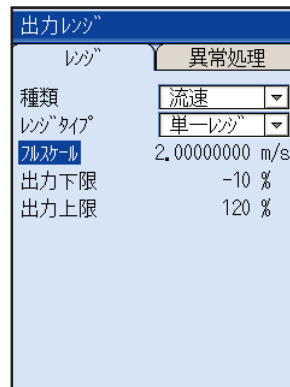 出力ﾚﾝｼﾞ
ﾚﾝｼﾞ 異常処理
種類 流速
ﾚﾝｼﾞﾀｲﾌﾟ 単一ﾚﾝｼﾞ
ﾌﾙｽｹｰﾙ 2.00000000 m/s
出力下限 -10 %
出力上限 120 %